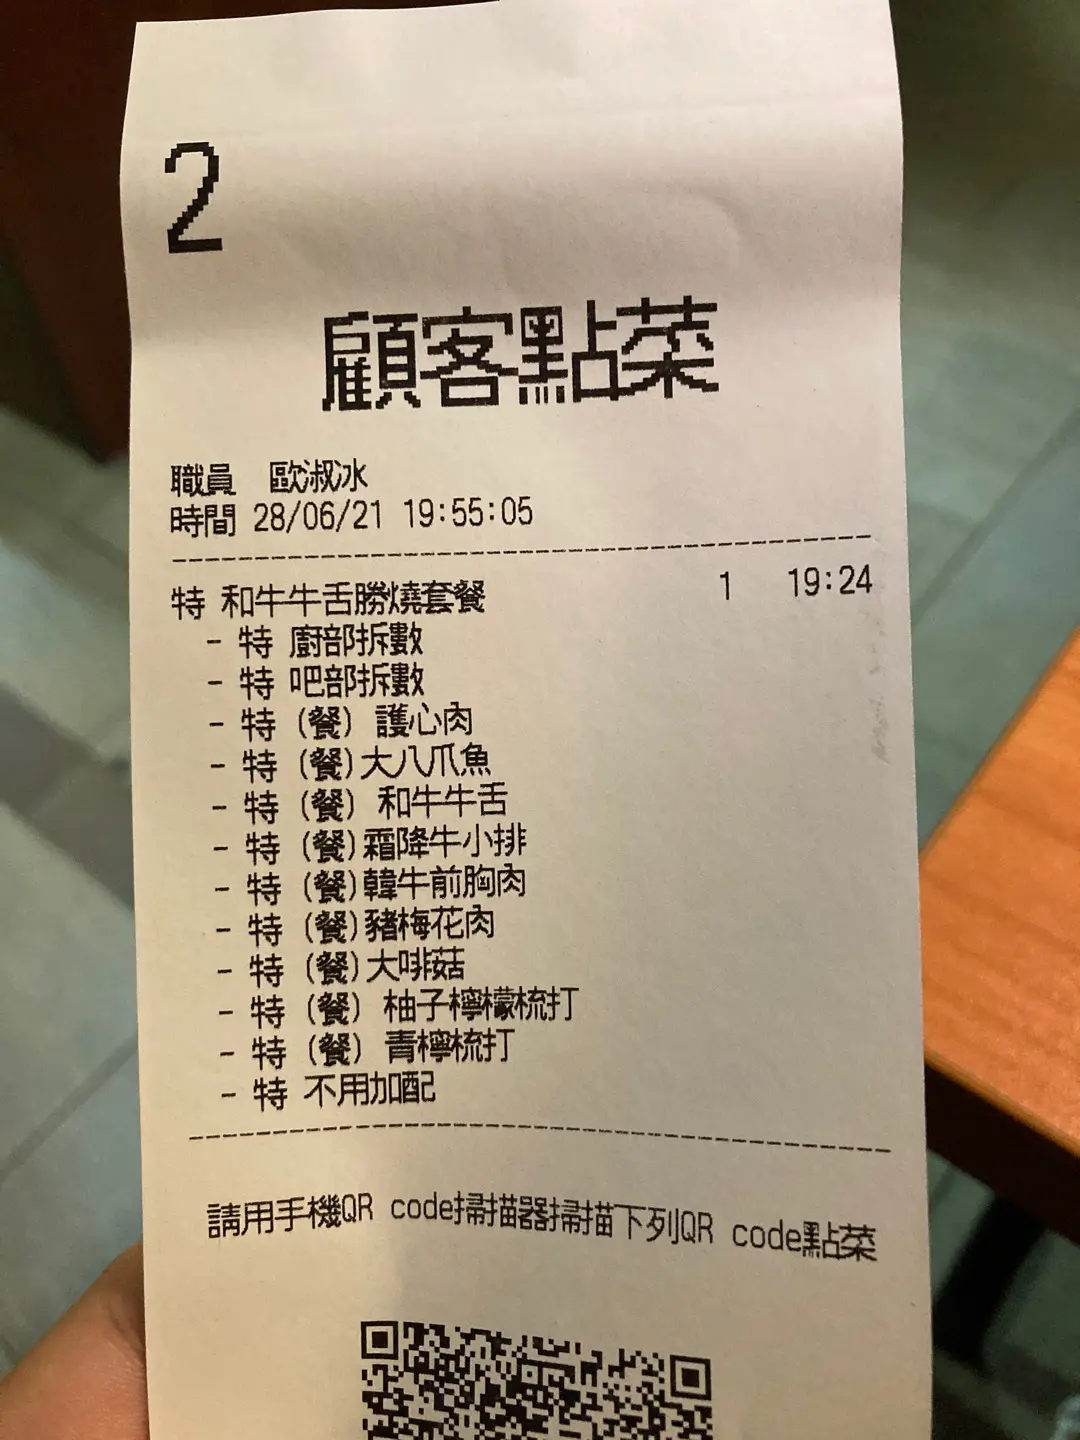 2
顧客點菜
職員 歐淑冰
時間 28/06/21 19:55:05
特 和牛牛舌勝燒套餐 1 19:24
- 特 廚部拆數
- 特 吧部拆數
- 特 (餐) 護心肉
- 特 (餐)大八爪魚
- 特 (餐) 和牛牛舌
- 特 (餐)霜降牛小排
- 特 (餐)韓牛前胸肉
- 特 (餐)豬梅花肉
- 特 (餐)大啡菇
- 特 (餐) 柚子檸檬梳打
- 特 (餐) 青檸梳打
- 特 不用加配
請用手機QR code掃描器掃描下列QR code點菜